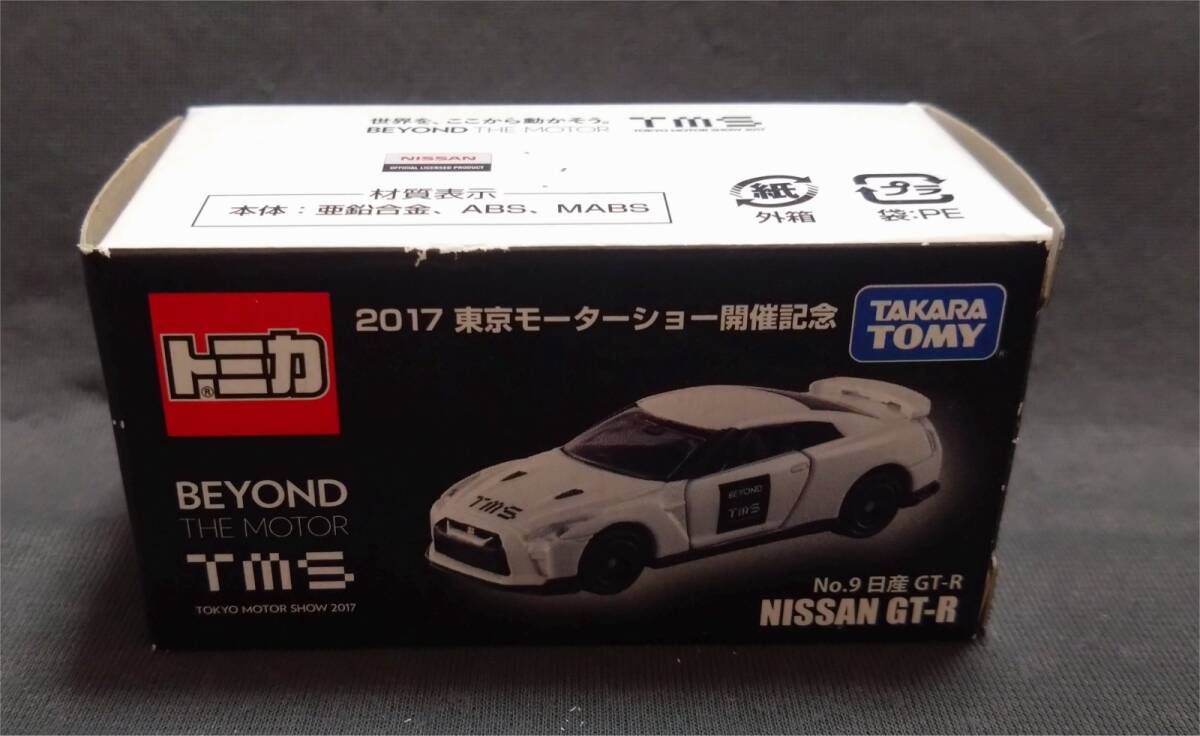 世界を、ここから動かそう。
BEYOND THE MOTOR
TMS
TOKYO MOTOR SHOW 2017
NISSAN
OFFICIAL LICENSED PRODUCT
材質表示
本体：亜鉛合金、ABS、MABS
紙
外箱
プラ
袋:PE
トミカ
®
2017 東京モーターショー開催記念
TAKARA
TOMY
®
BEYOND
THE MOTOR
TMS
TOKYO MOTOR SHOW 2017
TMS
BEYOND
TMS
No.9 日産 GT-R
NISSAN GT-R